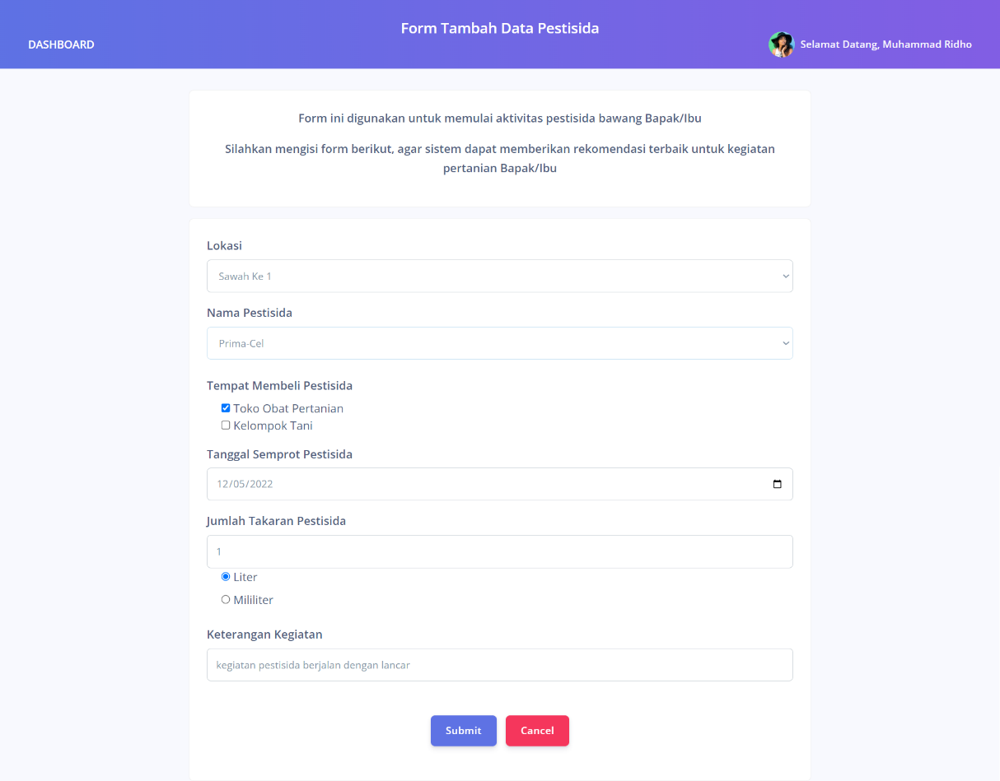 Form Tambah Data Pestisida
DASHBOARD
Selamat Datang, Muhammad Ridho
Form ini digunakan untuk memulai aktivitas pestisida bawang Bapak/Ibu
Silahkan mengisi form berikut, agar sistem dapat memberikan rekomendasi terbaik untuk kegiatan
pertanian Bapak/Ibu
Lokasi
Sawah Ke 1
Nama Pestisida
Prima-Cel
Tempat Membeli Pestisida
Toko Obat Pertanian
Kelompok Tani
Tanggal Semprot Pestisida
12/05/2022
Jumlah Takaran Pestisida
1
Liter
Mililiter
Keterangan Kegiatan
kegiatan pestisida berjalan dengan lancar
Submit
Cancel